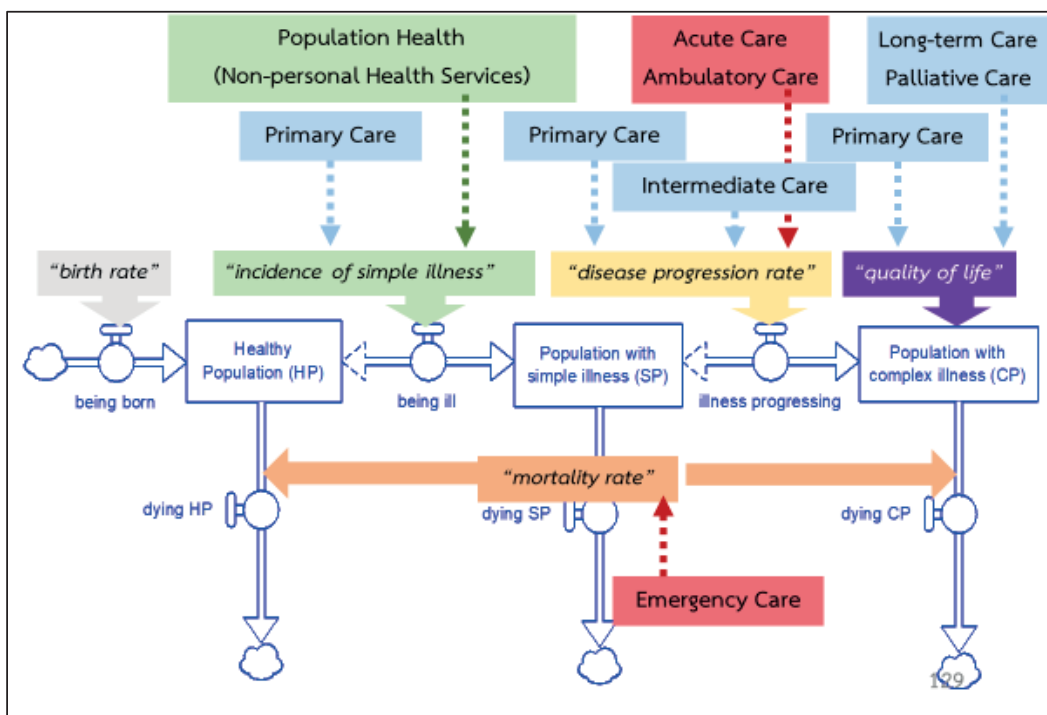 Population Health
(Non-personal Health Services)
Acute Care
Ambulatory Care
Long-term Care
Palliative Care
Primary Care
Primary Care
Primary Care
Intermediate Care
"birth rate"
"incidence of simple illness"
"disease progression rate"
"quality of life"
Healthy
Population (HP)
Population with
simple illness (SP)
Population with
complex illness (CP)
being born
being ill
illness progressing
"mortality rate"
dying HP
dying SP
dying CP
Emergency Care
129